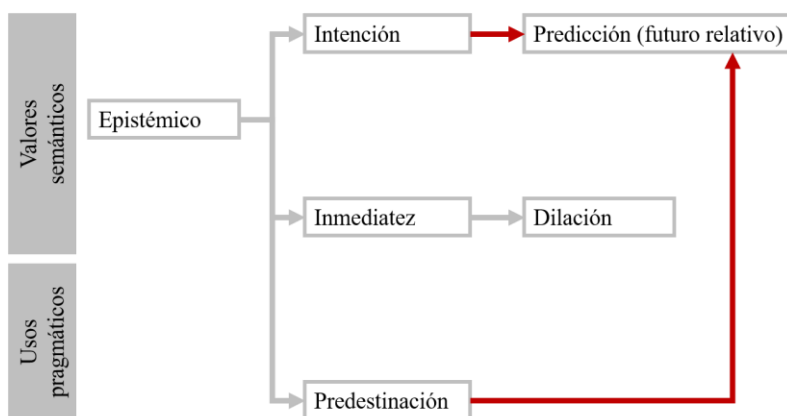 Valores
semánticos
Usos
pragmáticos
Epistémico
Intención
Predicción (futuro relativo)
Inmediatez
Dilación
Predestinación